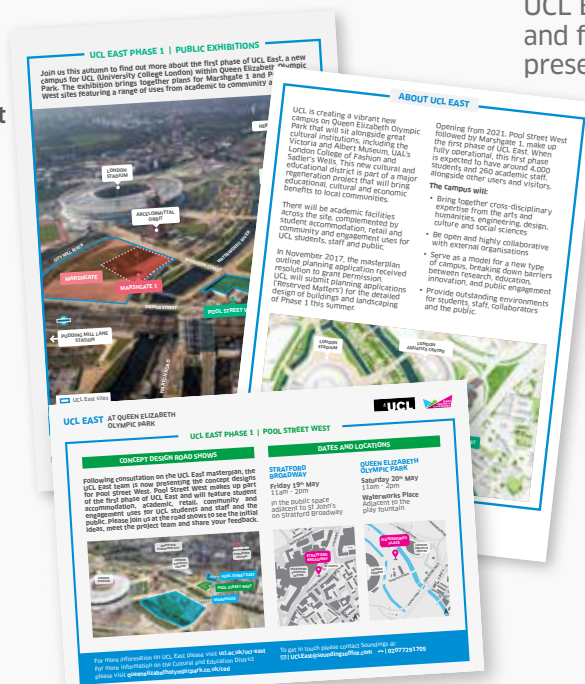 UCL E
and f
prese
t
UCL EAST PHASE 1 | PUBLIC EXHIBITIONS
Join us this autumn to find out more about the first phase of UCL East, a new
campus for UCL (University College London) within Queen Elizabeth Olympic
Park. The exhibition brings together plans for Marshgate 1 and P
West sites featuring a range of uses from academic to community a
HER
LONDON
STADIUM
ARCELORMITTAL
ORBIT
CITY MILL RIVER
MARSHGATE
MARSHGATE 1
POOL STREET W
PUDDING MILL LANE
STATION
UCL East sites
ABOUT UCL EAST
UCL is creating a vibrant new
campus on Queen Elizabeth Olympic
Park that will sit alongside great
cultural institutions, including the
Victoria and Albert Museum, UAL's
London College of Fashion and
Sadler's Wells. This new cultural and
educational district is part of a major
regeneration project that will bring
educational, cultural and economic
benefits to local communities.
There will be academic facilities
across the site, complemented by
student accommodation, retail and
community and engagement uses for
UCL students, staff and public.
In November 2017, the masterplan
outline planning application received
resolution to grant permission.
UCL will submit planning applications
('Reserved Matters') for the detailed
design of buildings and landscaping
of Phase 1 this summer.
Opening from 2021, Pool Street West
followed by Marshgate 1, make up
the first phase of UCL East. When
fully operational, this first phase
is expected to have around 4,000
students and 260 academic staff,
alongside other users and visitors.
The campus will:
• Bring together cross-disciplinary
expertise from the arts and
humanities, engineering, design,
culture and social sciences
• Be open and highly collaborative
with external organisations
• Serve as a model for a new type
of campus, breaking down barriers
between research, education,
innovation, and public engagement
• Provide outstanding environments
for students, staff, collaborators
and the public.
LONDON
STADIUM
LONDON
AQUATICS CENTRE
UCL EAST AT QUEEN ELIZABETH
OLYMPIC PARK
UCL
UCL EAST PHASE 1 | POOL STREET WEST
CONCEPT DESIGN ROAD SHOWS
Following consultation on the UCL East masterplan, the
UCL East team is now presenting the concept designs
for Pool Street West. Pool Street West makes up part
of the first phase of UCL East and will feature student
accommodation, academic, retail, community and
engagement uses for UCL students and staff and the
public. Please join us at the road shows to see the initial
ideas, meet the project team and share your feedback.
POOL STREET EAST
POOL STREET WEST
MARSHGATE
DATES AND LOCATIONS
STRATFORD
BROADWAY
Friday 19th May
11am - 2pm
In the public space
adjacent to St John's
on Stratford Broadway
QUEEN ELIZABETH
OLYMPIC PARK
Saturday 20th May
11am - 2pm
Waterworks Place
Adjacent to the
play fountain
STRATFORD
BROADWAY
WATERWORKS
PLACE
For more information on UCL East please visit ucl.ac.uk/ucl-east
For more information on the Cultural and Education District
please visit queenelizabetholympicpark.co.uk/ced
To get in touch please contact Soundings at:
UCLEast@soundingsoffice.com | 02077291705